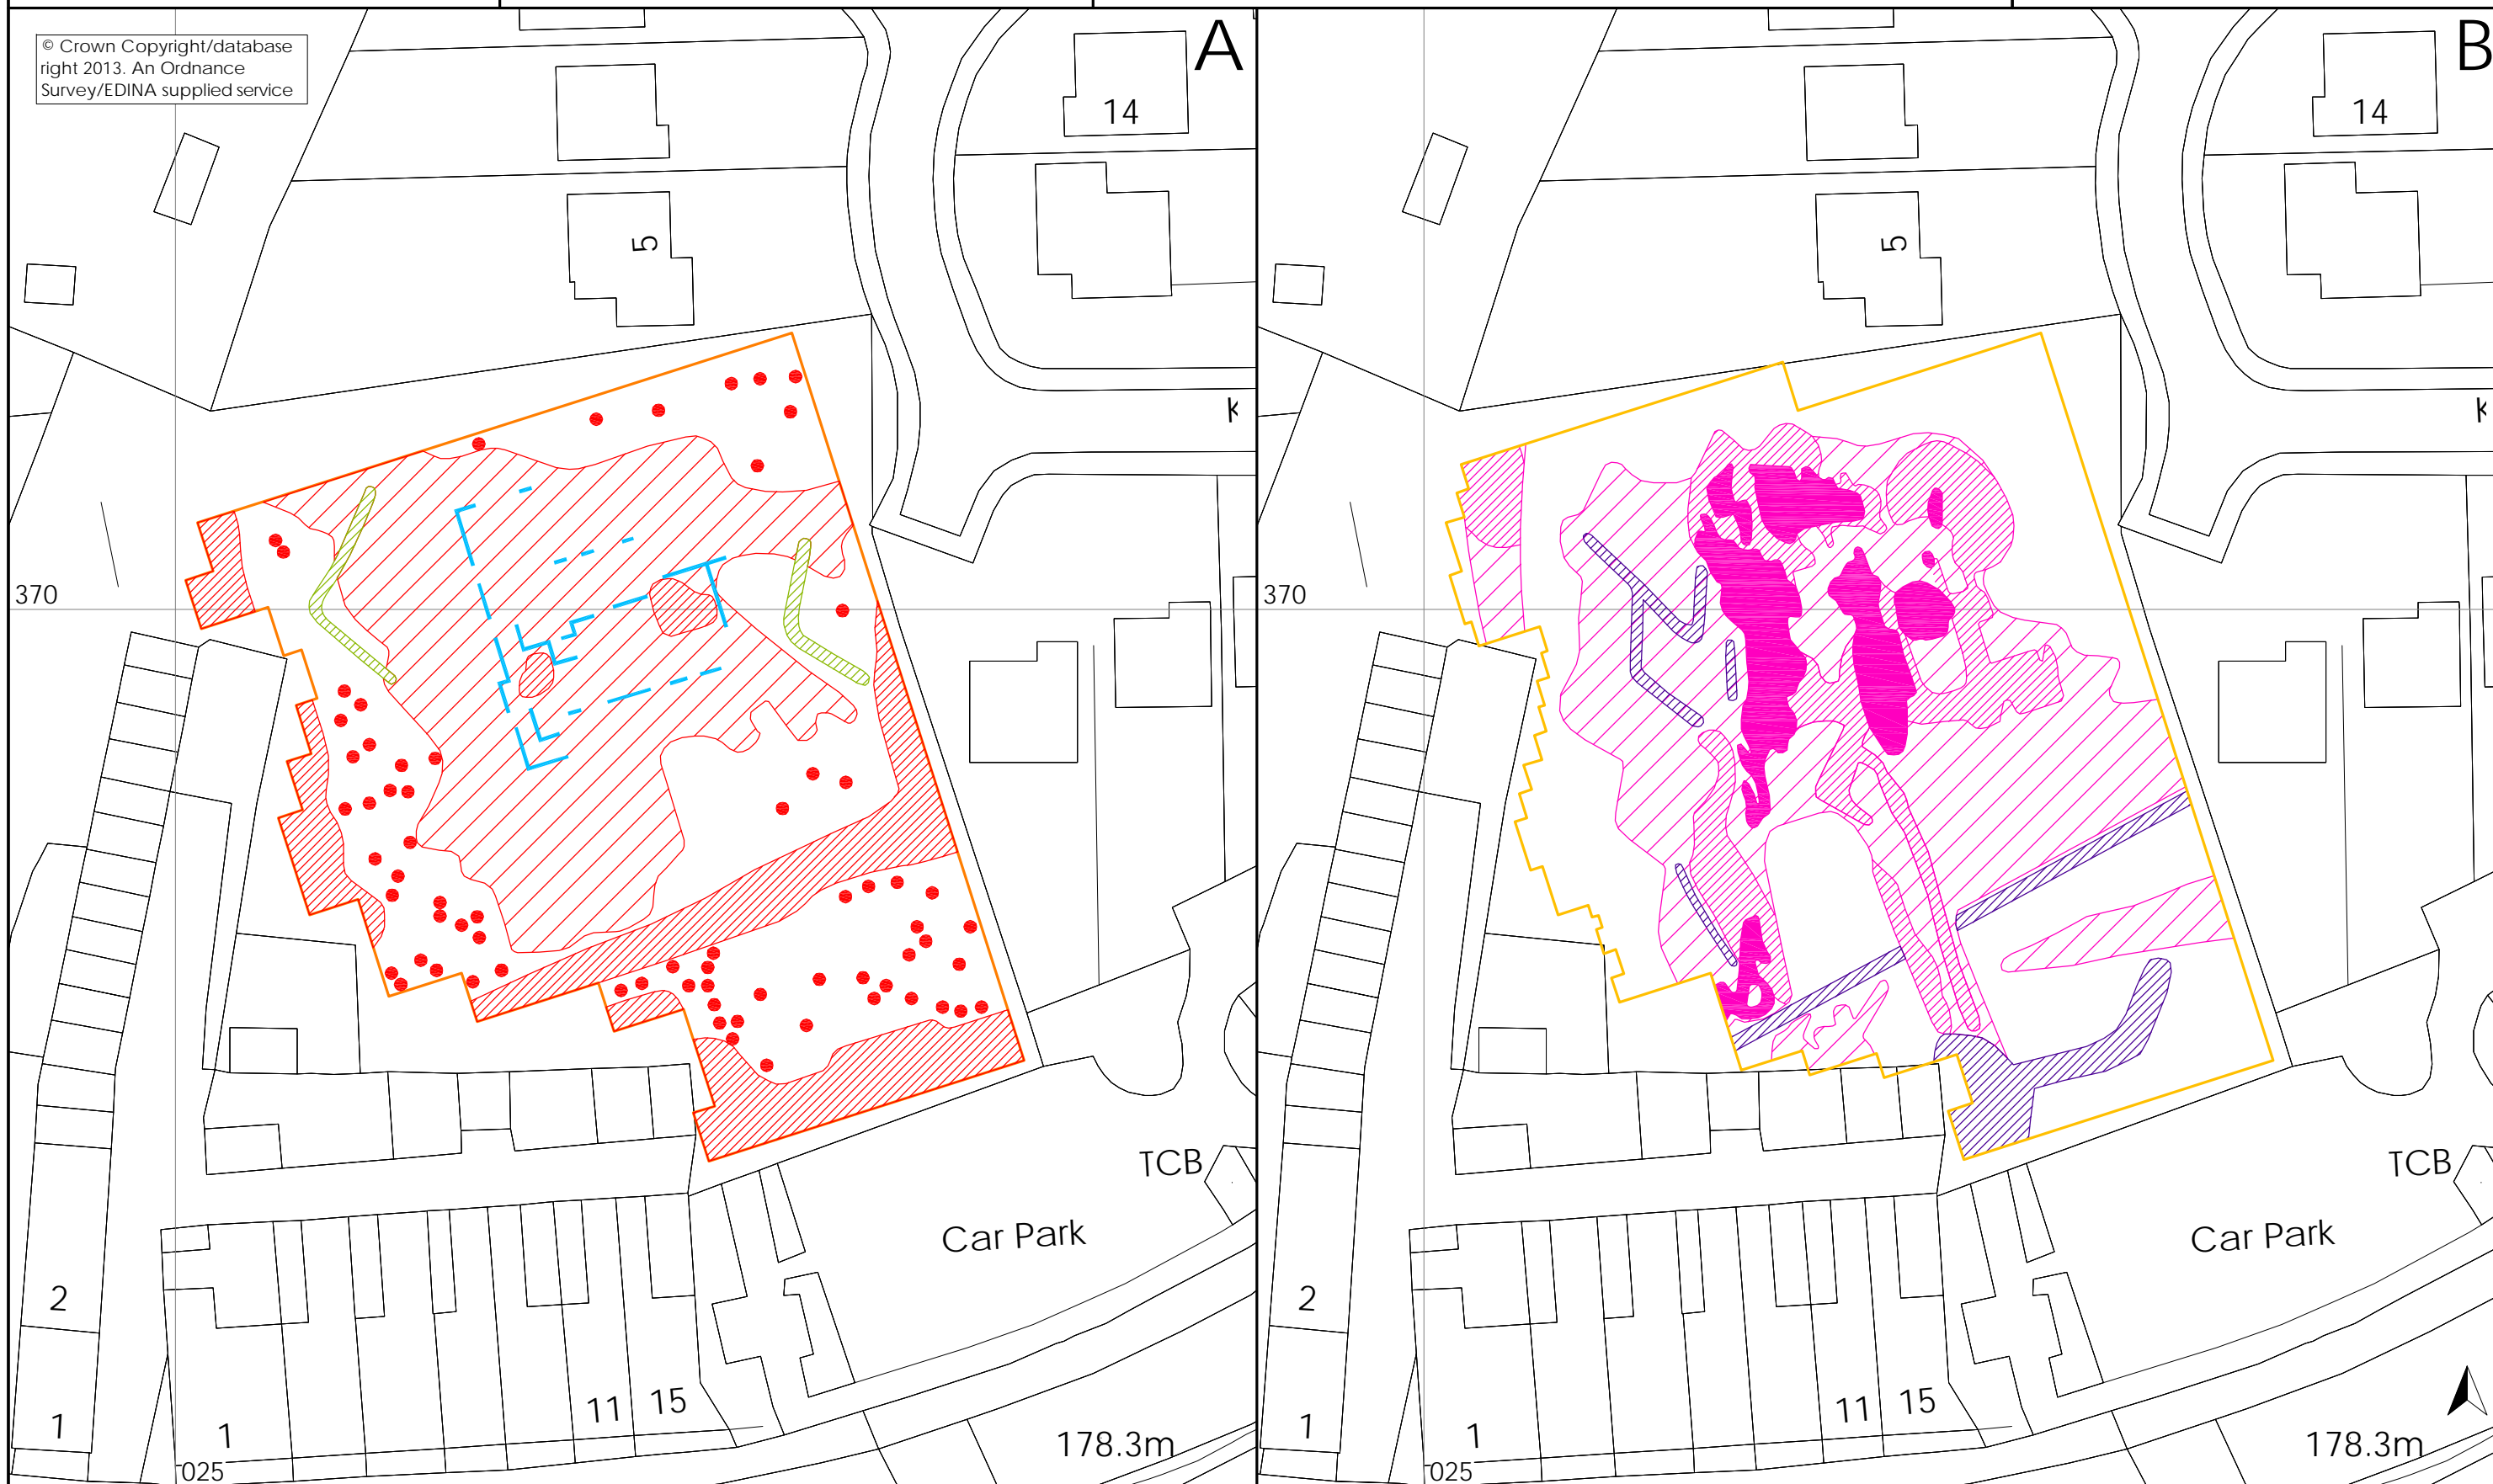 © Crown Copyright/database
right 2013. An Ordnance
Survey/EDINA supplied service
A
14
5
K
370
TCB
Car Park
2
1
1
11
15
178.3m
025
B
14
5
K
370
TCB
Car Park
2
1
1
11
15
178.3m
025